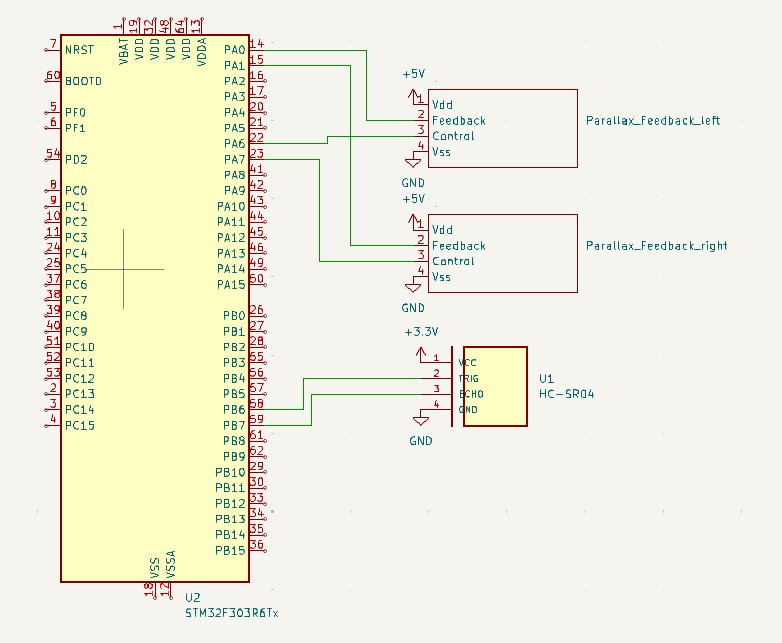 1 19 32 48 64 13
VBAT VDD VDD VDD VDD VDDA
7 NRST PA0 14
PA1 15
60 BOOT0 PA2 16
PA3 17
5 PF0 PA4 20
6 PF1 PA5 21
PA6 22
54 PD2 PA7 23
PA8 41
8 PC0 PA9 42
9 PC1 PA10 43
10 PC2 PA11 44
11 PC3 PA12 45
24 PC4 PA13 46
25 PC5 PA14 49
37 PC6 PA15 50
38 PC7
39 PC8 PB0 26
40 PC9 PB1 27
51 PC10 PB2 28
52 PC11 PB3 55
53 PC12 PB4 56
2 PC13 PB5 57
3 PC14 PB6 58
4 PC15 PB7 59
PB8 61
PB9 62
PB10 29
PB11 30
PB12 33
PB13 34
PB14 35
PB15 36
VSS VSSA
18 12
U2
STM32F303R6Tx
+5V
1 Vdd
2 Feedback
3 Control
4 Vss
GND
Parallax_Feedback_left
+5V
1 Vdd
2 Feedback
3 Control
4 Vss
GND
Parallax_Feedback_right
+3.3V
1 VCC
2 TRIG
3 ECHO
4 GND
GND
U1
HC-SR04